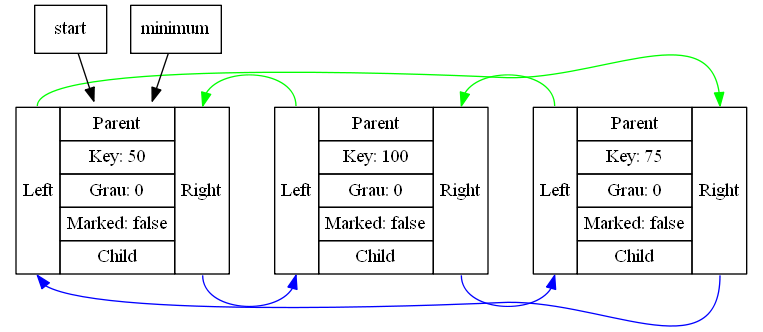 start
minimum
Left
Parent
Key: 50
Grau: 0
Marked: false
Child
Right
Left
Parent
Key: 100
Grau: 0
Marked: false
Child
Right
Left
Parent
Key: 75
Grau: 0
Marked: false
Child
Right